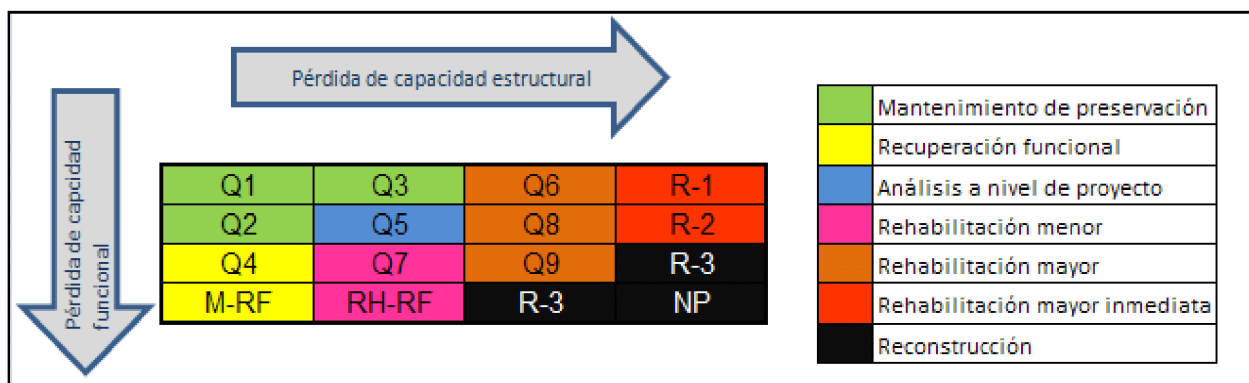 Pérdida de capacidad estructural
Pérdida de capcidad
funcional
Q1 Q3 Q6 R-1
Q2 Q5 Q8 R-2
Q4 Q7 Q9 R-3
M-RF RH-RF R-3 NP
Mantenimiento de preservación
Recuperación funcional
Análisis a nivel de proyecto
Rehabilitación menor
Rehabilitación mayor
Rehabilitación mayor inmediata
Reconstrucción